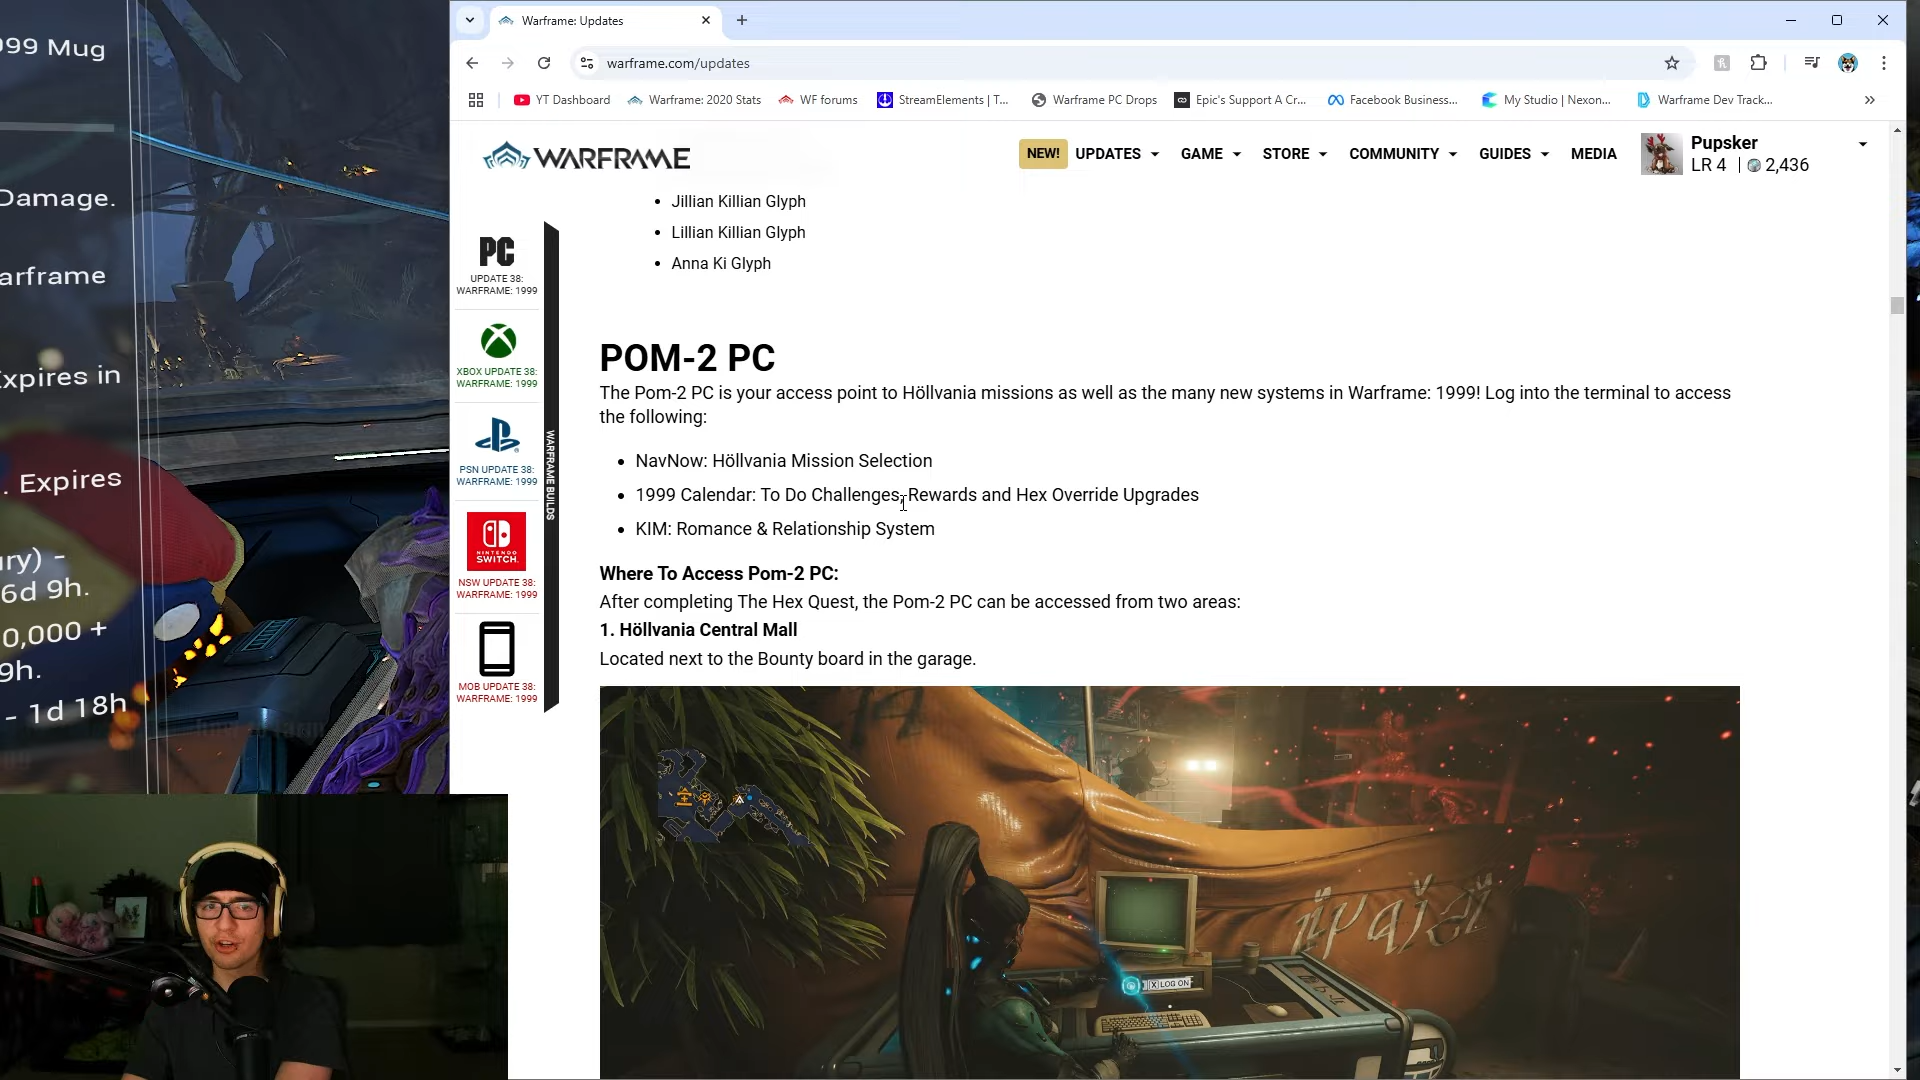 999 Mug
Damage.
arframe
Expires in
. Expires
ry) -
6d 9h.
0,000 +
9h.
- 1d 18h
Warframe: Updates
warframe.com/updates
YT Dashboard
Warframe: 2020 Stats
WF forums
StreamElements | T...
Warframe PC Drops
Epic's Support A Cr...
Facebook Business...
My Studio | Nexon...
Warframe Dev Track...
WARFRAME
NEW! UPDATES GAME STORE COMMUNITY GUIDES MEDIA
Pupsker
LR 4 | 2,436
PC
UPDATE 38:
WARFRAME: 1999
XBOX UPDATE 38:
WARFRAME: 1999
PSN UPDATE 38:
WARFRAME: 1999
NINTENDO
SWITCH.
NSW UPDATE 38:
WARFRAME: 1999
MOB UPDATE 38:
WARFRAME: 1999
WARFRAME BUILDS
• Jillian Killian Glyph
• Lillian Killian Glyph
• Anna Ki Glyph
POM-2 PC
The Pom-2 PC is your access point to Höllvania missions as well as the many new systems in Warframe: 1999! Log into the terminal to access
the following:
• NavNow: Höllvania Mission Selection
• 1999 Calendar: To Do Challenges, Rewards and Hex Override Upgrades
• KIM: Romance & Relationship System
Where To Access Pom-2 PC:
After completing The Hex Quest, the Pom-2 PC can be accessed from two areas:
1. Höllvania Central Mall
Located next to the Bounty board in the garage.
X LOG ON